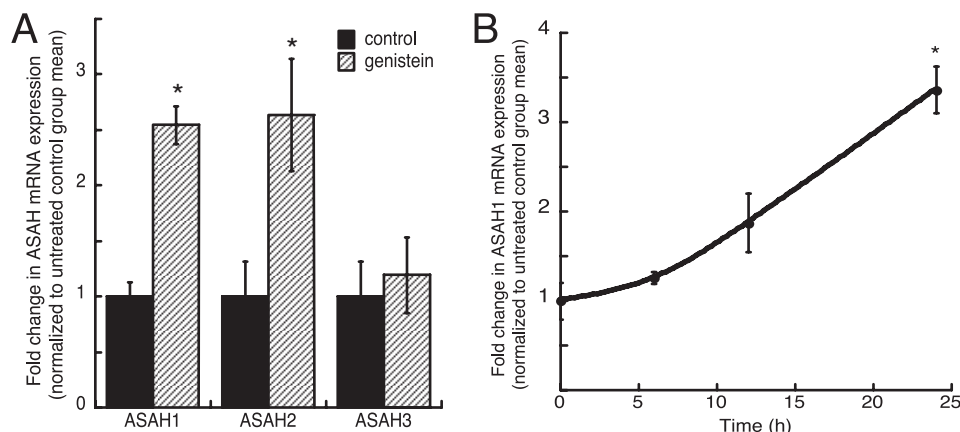 A
Fold change in ASAH mRNA expression
(normalized to untreated control group mean)
3
2
1
0
*
*
control
genistein
ASAH1
ASAH2
ASAH3
B
Fold change in ASAH1 mRNA expression
(normalized to untreated control group mean)
4
3
2
1
0
*
0
5
10
15
20
25
Time (h)